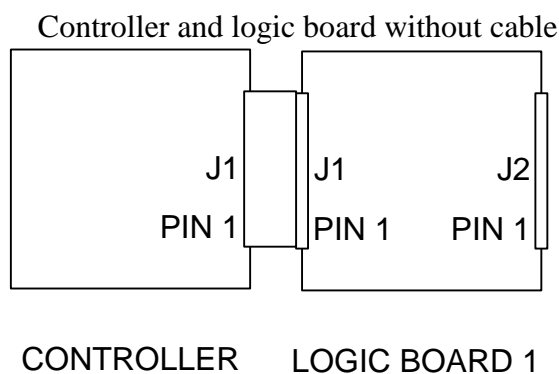 Controller and logic board without cable
J1 J1 J2
PIN 1 PIN 1 PIN 1
CONTROLLER LOGIC BOARD 1